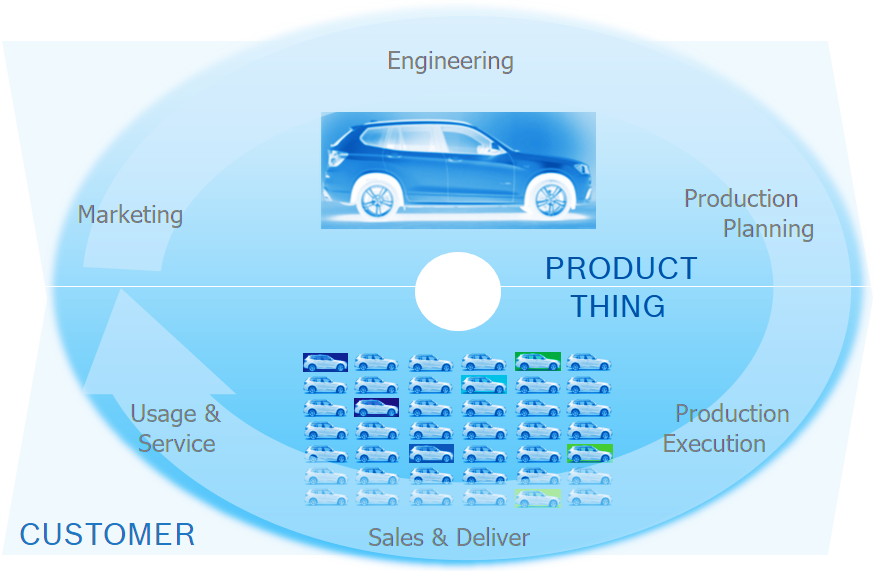 Engineering
Marketing
Production
Planning
PRODUCT
THING
Usage &
Service
Production
Execution
CUSTOMER
Sales & Deliver